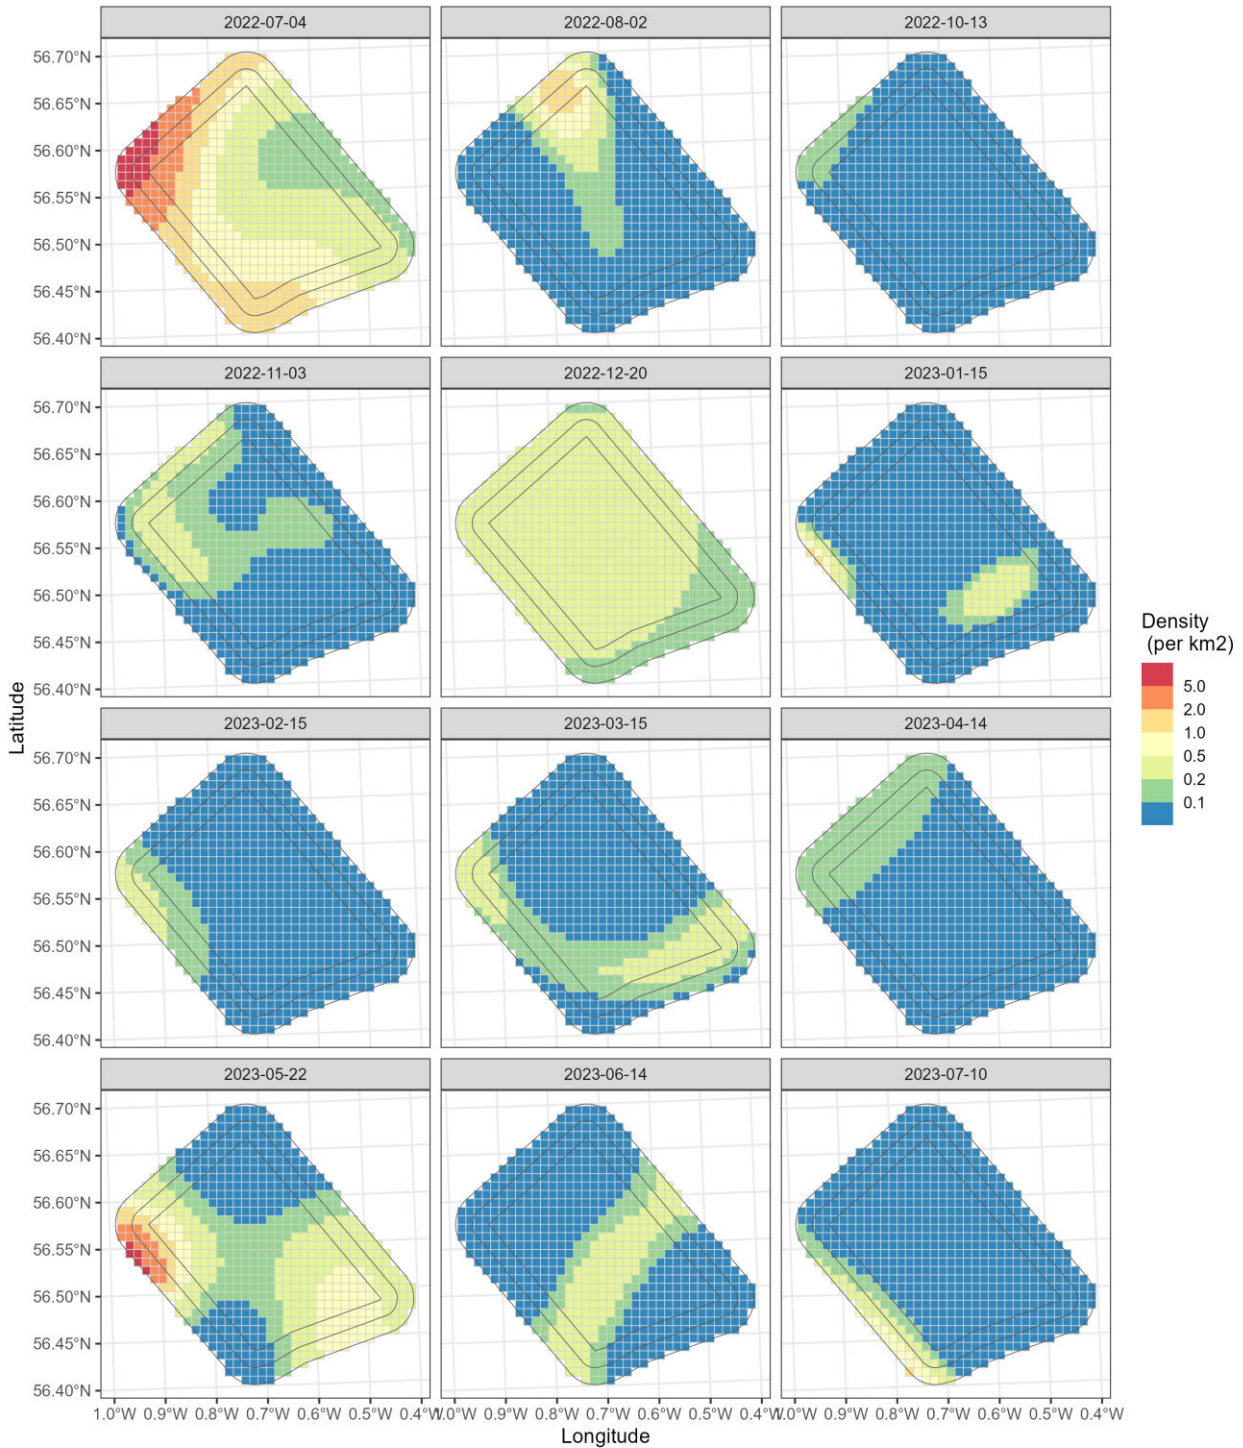 2022-07-04 2022-08-02 2022-10-13
56.70°N
56.65°N
56.60°N
56.55°N
56.50°N
56.45°N
56.40°N
2022-11-03 2022-12-20 2023-01-15
56.70°N
56.65°N
56.60°N
56.55°N
56.50°N
56.45°N
56.40°N
2023-02-15 2023-03-15 2023-04-14
56.70°N
56.65°N
56.60°N
56.55°N
56.50°N
56.45°N
56.40°N
2023-05-22 2023-06-14 2023-07-10
56.70°N
56.65°N
56.60°N
56.55°N
56.50°N
56.45°N
56.40°N
1.0°W 0.9°W 0.8°W 0.7°W 0.6°W 0.5°W 0.4°W 1.0°W 0.9°W 0.8°W 0.7°W 0.6°W 0.5°W 0.4°W 1.0°W 0.9°W 0.8°W 0.7°W 0.6°W 0.5°W 0.4°W
Longitude
Latitude
Density
(per km2)
5.0
2.0
1.0
0.5
0.2
0.1